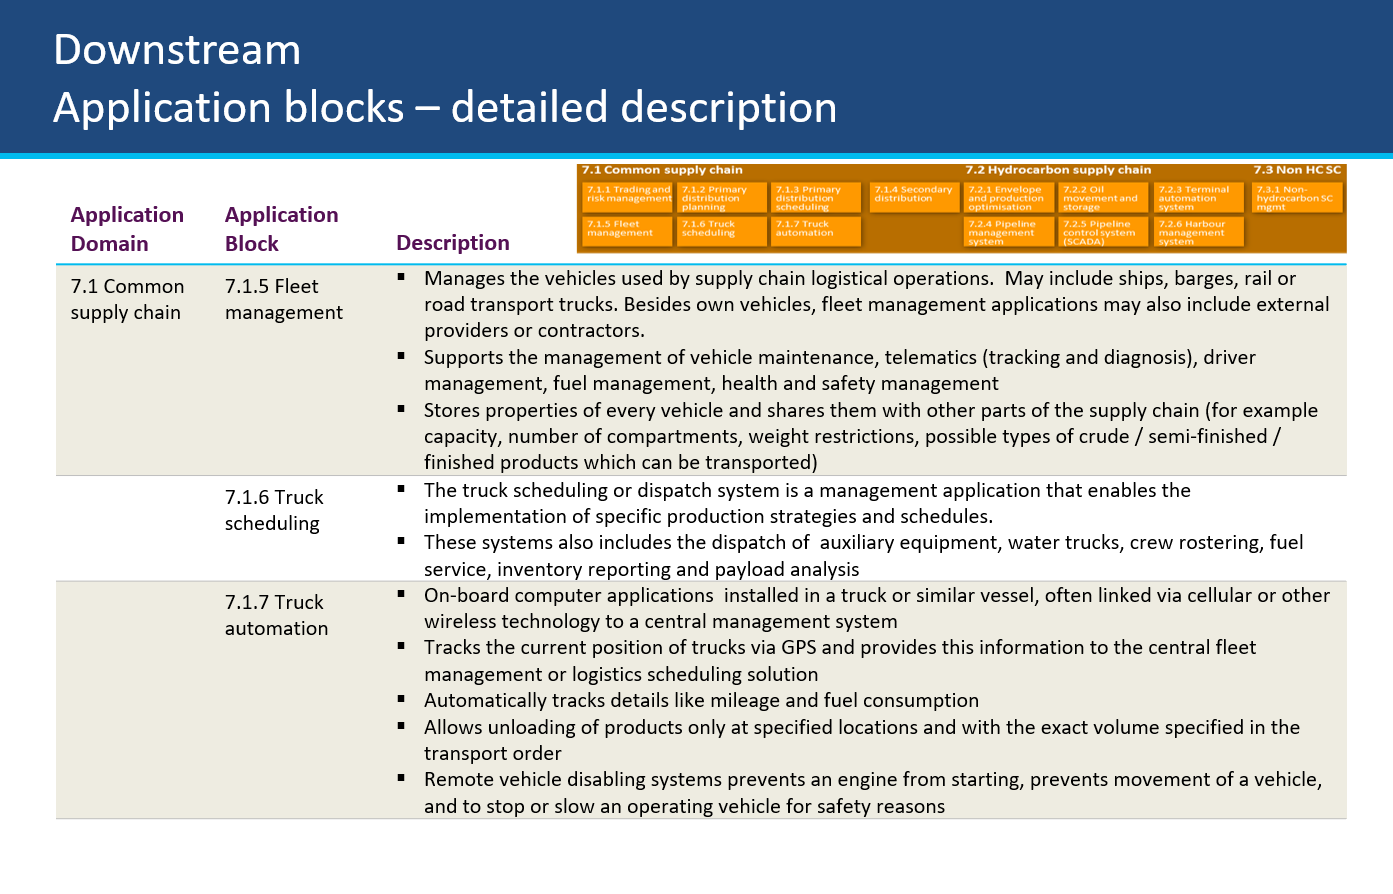 Downstream
Application blocks – detailed description
7.1 Common supply chain
7.2 Hydrocarbon supply chain
7.3 Non HC SC
7.1.1 Trading and
risk management
7.1.2 Primary
distribution
planning
7.1.3 Primary
distribution
scheduling
7.1.4 Secondary
distribution
7.2.1 Envelope
and production
optimisation
7.2.2 Oil
movement and
storage
7.2.3 Terminal
automation
system
7.3.1 Non-
hydrocarbon SC
mgmt
7.1.5 Fleet
management
7.1.6 Truck
scheduling
7.1.7 Truck
automation
7.2.4 Pipeline
management
system
7.2.5 Pipeline
control system
(SCADA)
7.2.6 Harbour
management
system
Application
Domain
Application
Block
Description
7.1 Common
supply chain
7.1.5 Fleet
management
▪ Manages the vehicles used by supply chain logistical operations.  May include ships, barges, rail or
road transport trucks. Besides own vehicles, fleet management applications may also include external
providers or contractors.
▪ Supports the management of vehicle maintenance, telematics (tracking and diagnosis), driver
management, fuel management, health and safety management
▪ Stores properties of every vehicle and shares them with other parts of the supply chain (for example
capacity, number of compartments, weight restrictions, possible types of crude / semi-finished /
finished products which can be transported)
7.1.6 Truck
scheduling
▪ The truck scheduling or dispatch system is a management application that enables the
implementation of specific production strategies and schedules.
▪ These systems also includes the dispatch of  auxiliary equipment, water trucks, crew rostering, fuel
service, inventory reporting and payload analysis
7.1.7 Truck
automation
▪ On-board computer applications  installed in a truck or similar vessel, often linked via cellular or other
wireless technology to a central management system
▪ Tracks the current position of trucks via GPS and provides this information to the central fleet
management or logistics scheduling solution
▪ Automatically tracks details like mileage and fuel consumption
▪ Allows unloading of products only at specified locations and with the exact volume specified in the
transport order
▪ Remote vehicle disabling systems prevents an engine from starting, prevents movement of a vehicle,
and to stop or slow an operating vehicle for safety reasons